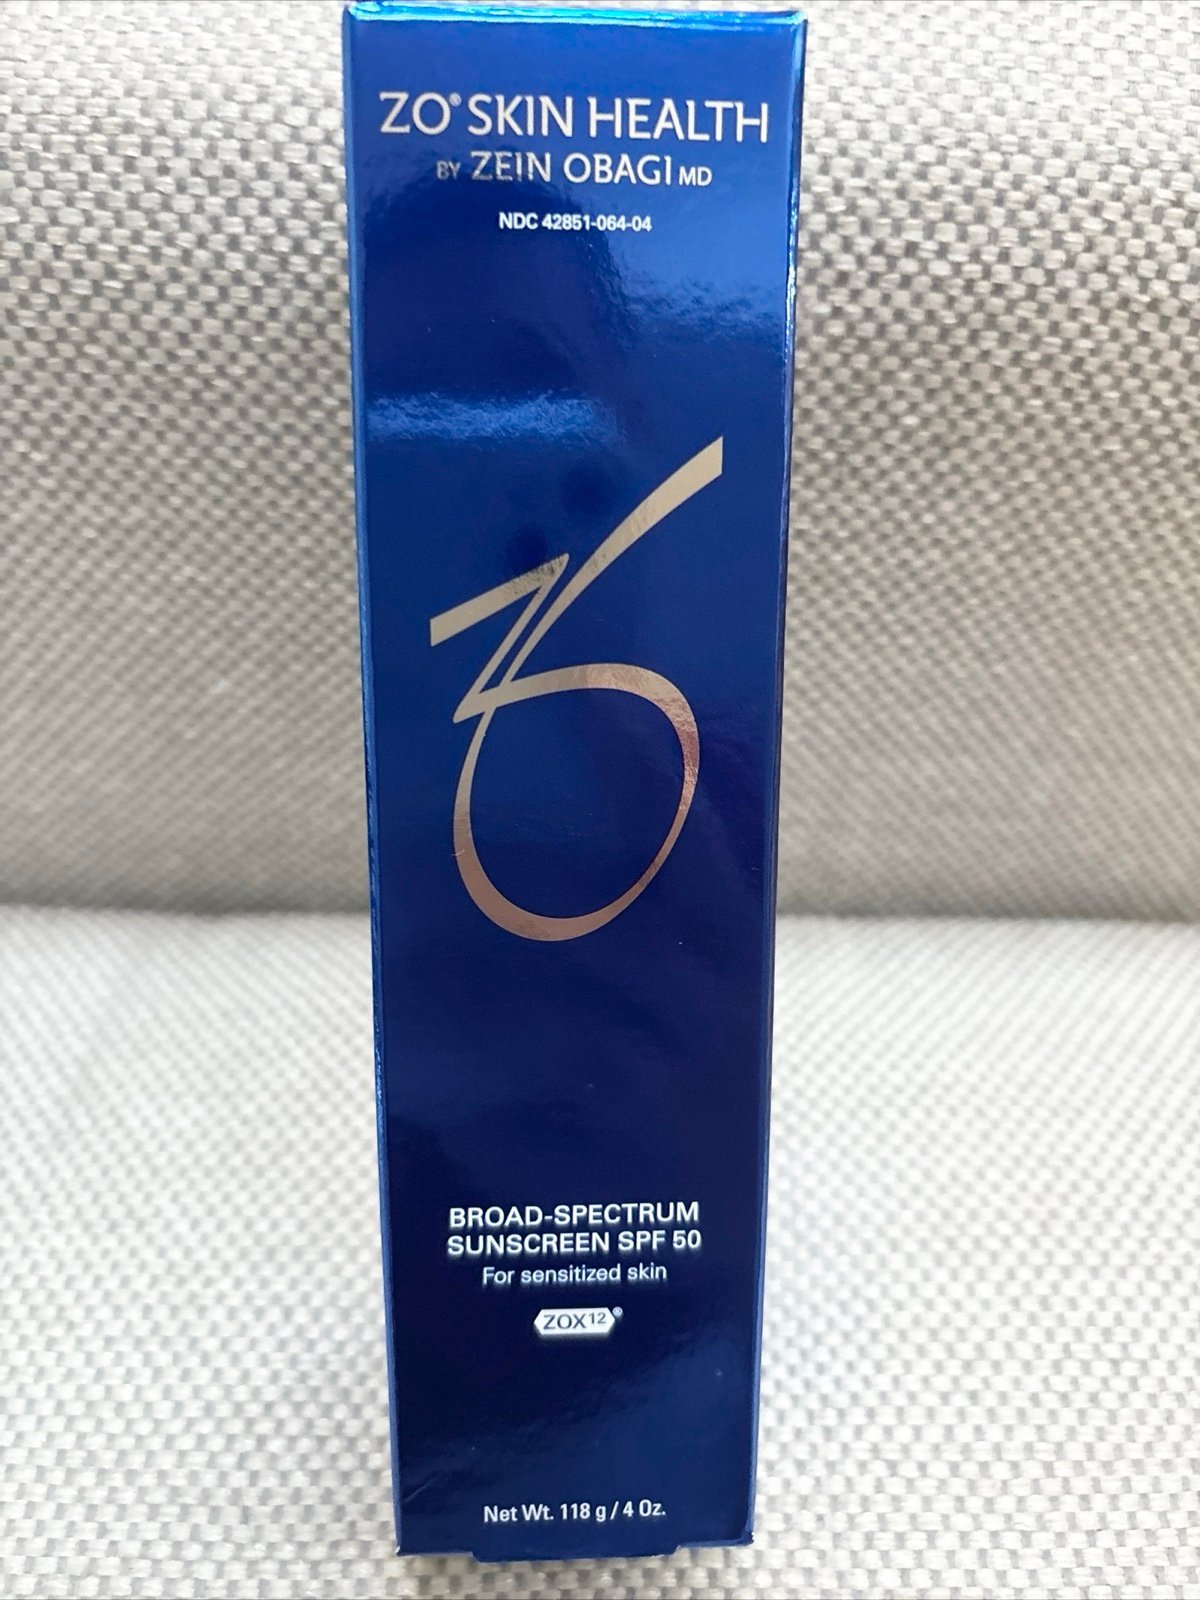 ZO® SKIN HEALTH
BY ZEIN OBAGI MD
NDC 42851-064-04
ZO
BROAD-SPECTRUM
SUNSCREEN SPF 50
For sensitized skin
ZOX12®
Net Wt. 118 g / 4 Oz.